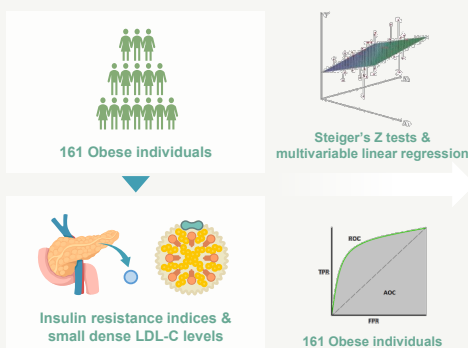 161 Obese individuals
Steiger's Z tests &
multivariable linear regression
Insulin resistance indices &
small dense LDL-C levels
ROC
TPR
AOC
FPR
161 Obese individuals